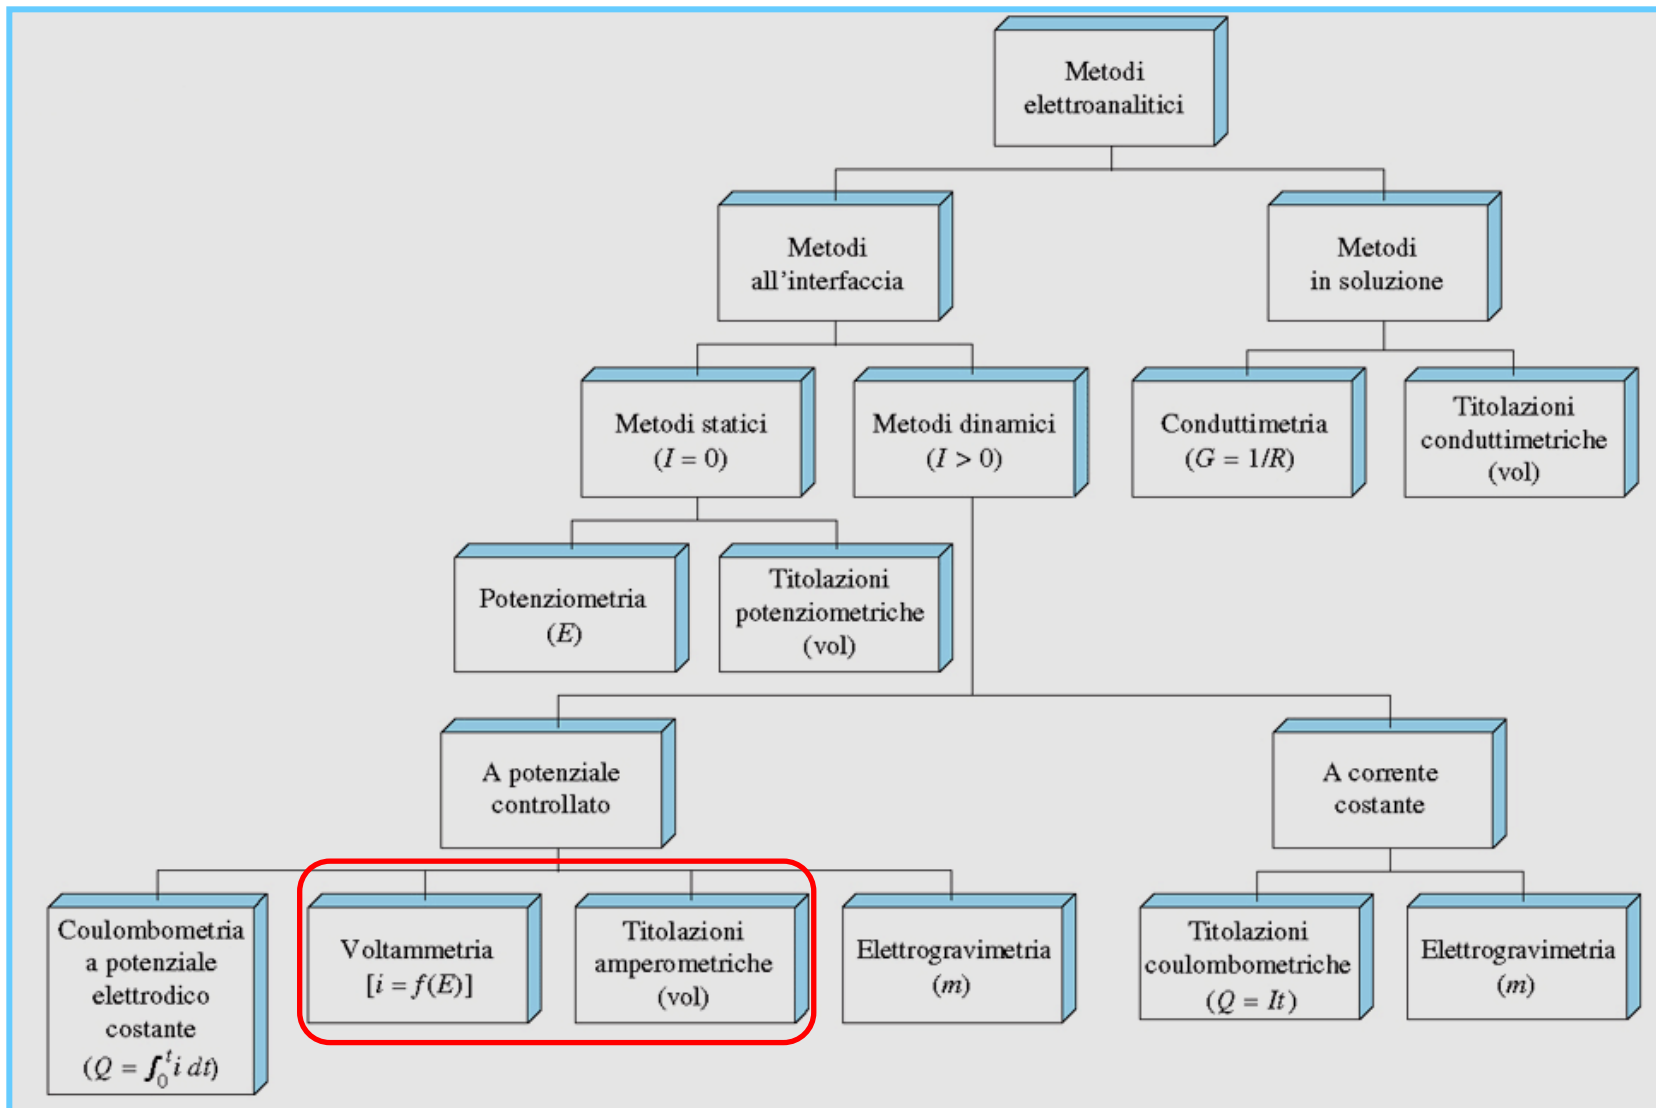 Metodi
elettroanalitici
Metodi
all'interfaccia
Metodi
in soluzione
Metodi statici
(I = 0)
Metodi dinamici
(I > 0)
Conduttimetria
(G = 1/R)
Titolazioni
conduttimetriche
(vol)
Potenziometria
(E)
Titolazioni
potenziometriche
(vol)
A potenziale
controllato
A corrente
costante
Coulombometria
a potenziale
elettrodico
costante
(Q = ∫₀ᵗ i dt)
Voltammetria
[i = f(E)]
Titolazioni
amperometriche
(vol)
Elettrogravimetria
(m)
Titolazioni
coulombometriche
(Q = It)
Elettrogravimetria
(m)